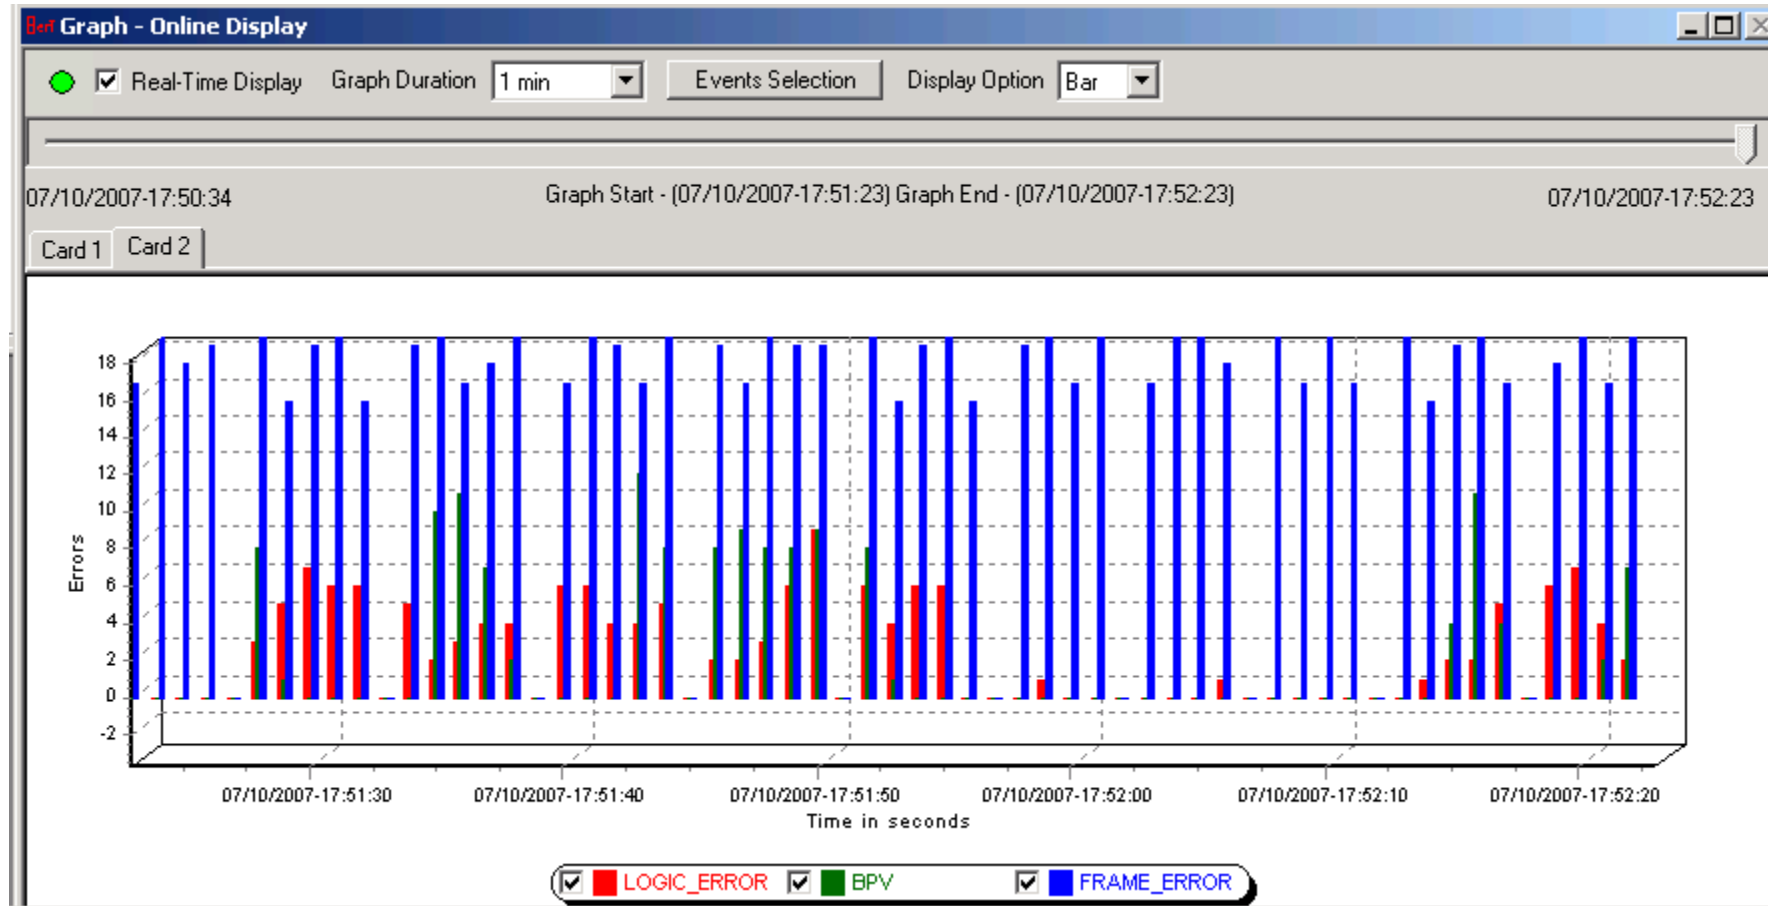 BerT Graph - Online Display
Real-Time Display Graph Duration 1 min Events Selection Display Option Bar
07/10/2007-17:50:34 Graph Start - (07/10/2007-17:51:23) Graph End - (07/10/2007-17:52:23) 07/10/2007-17:52:23
Card 1 Card 2
18
16
14
12
10
8
6
4
2
0
-2
Errors
07/10/2007-17:51:30 07/10/2007-17:51:40 07/10/2007-17:51:50 07/10/2007-17:52:00 07/10/2007-17:52:10 07/10/2007-17:52:20
Time in seconds
LOGIC_ERROR BPV FRAME_ERROR